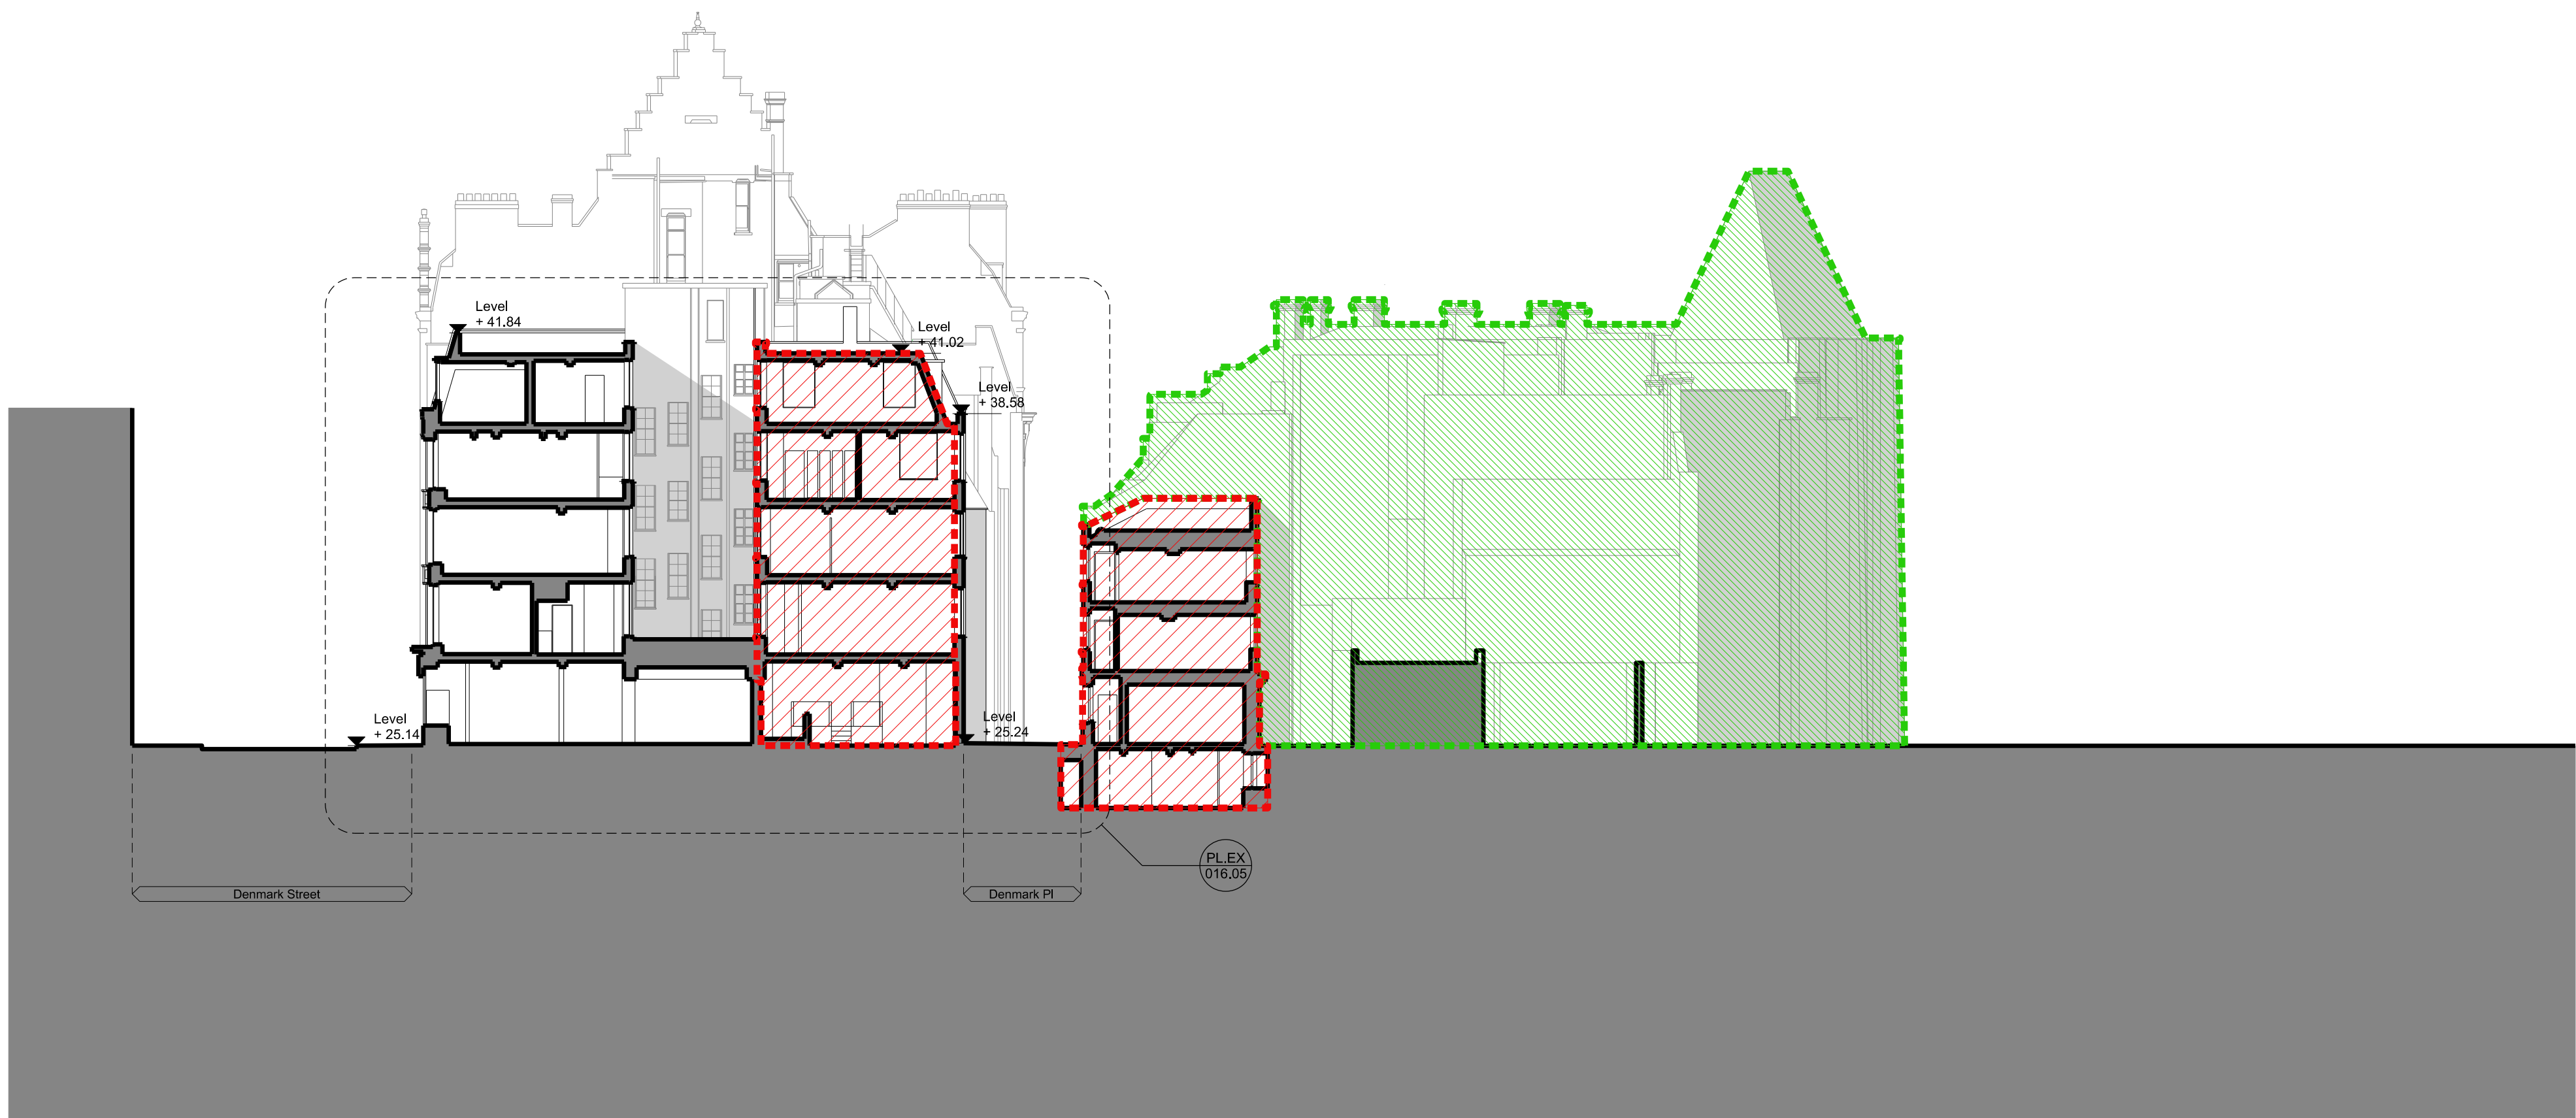 Level
+ 41.84
Level
+ 41.02
Level
+ 38.58
Level
+ 25.14
Level
+ 25.24
PL.EX
016.05
Denmark Street
Denmark Pl